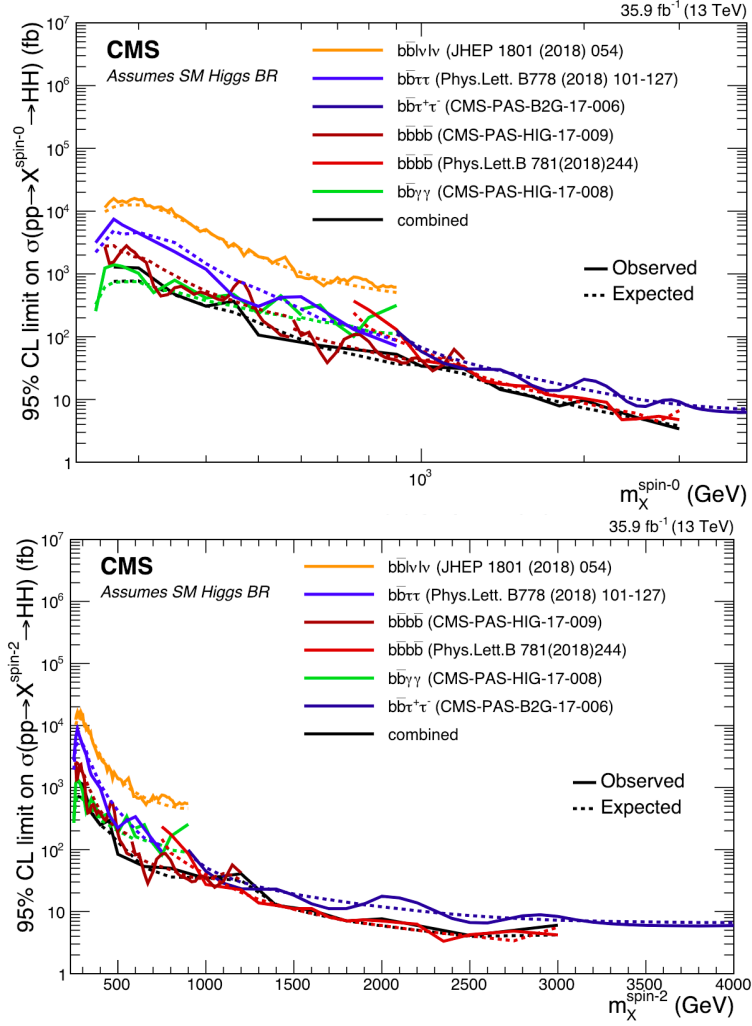 35.9 fb⁻¹ (13 TeV)
95% CL limit on σ(pp→X^spin-0→HH) (fb)
10⁷
10⁶
10⁵
10⁴
10³
10²
10
1
CMS
Assumes SM Higgs BR
bb̅lνlν (JHEP 1801 (2018) 054)
bb̅ττ (Phys.Lett. B778 (2018) 101-127)
bb̅τ⁺τ⁻ (CMS-PAS-B2G-17-006)
bb̅bb̅ (CMS-PAS-HIG-17-009)
bb̅bb̅ (Phys.Lett.B 781(2018)244)
bb̅γγ (CMS-PAS-HIG-17-008)
combined
Observed
Expected
10³
m_X^spin-0 (GeV)
35.9 fb⁻¹ (13 TeV)
95% CL limit on σ(pp→X^spin-2→HH) (fb)
10⁷
10⁶
10⁵
10⁴
10³
10²
10
1
CMS
Assumes SM Higgs BR
bb̅lνlν (JHEP 1801 (2018) 054)
bb̅ττ (Phys.Lett. B778 (2018) 101-127)
bb̅bb̅ (CMS-PAS-HIG-17-009)
bb̅bb̅ (Phys.Lett.B 781(2018)244)
bb̅γγ (CMS-PAS-HIG-17-008)
bb̅τ⁺τ⁻ (CMS-PAS-B2G-17-006)
combined
Observed
Expected
500 1000 1500 2000 2500 3000 3500 4000
m_X^spin-2 (GeV)